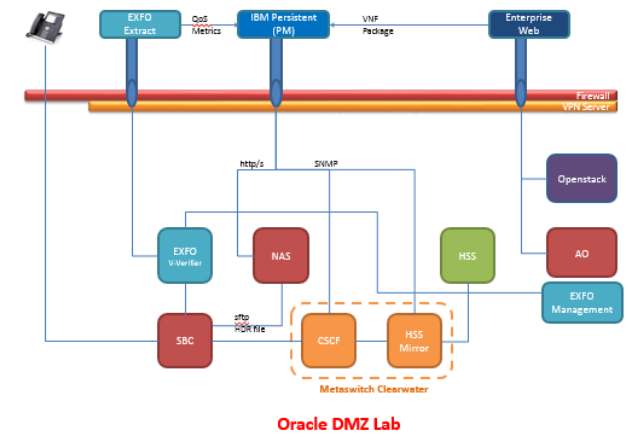 EXFO
Extract
QoS
Metrics
IBM Persistent
(PM)
VNF
Package
Enterprise
Web
Firewall
VPN Server
http/s
SNMP
Openstack
EXFO
V-Verifier
NAS
HSS
AO
EXFO
Management
sftp
HDR file
SBC
CSCF
HSS
Mirror
Metaswitch Clearwater
Oracle DMZ Lab